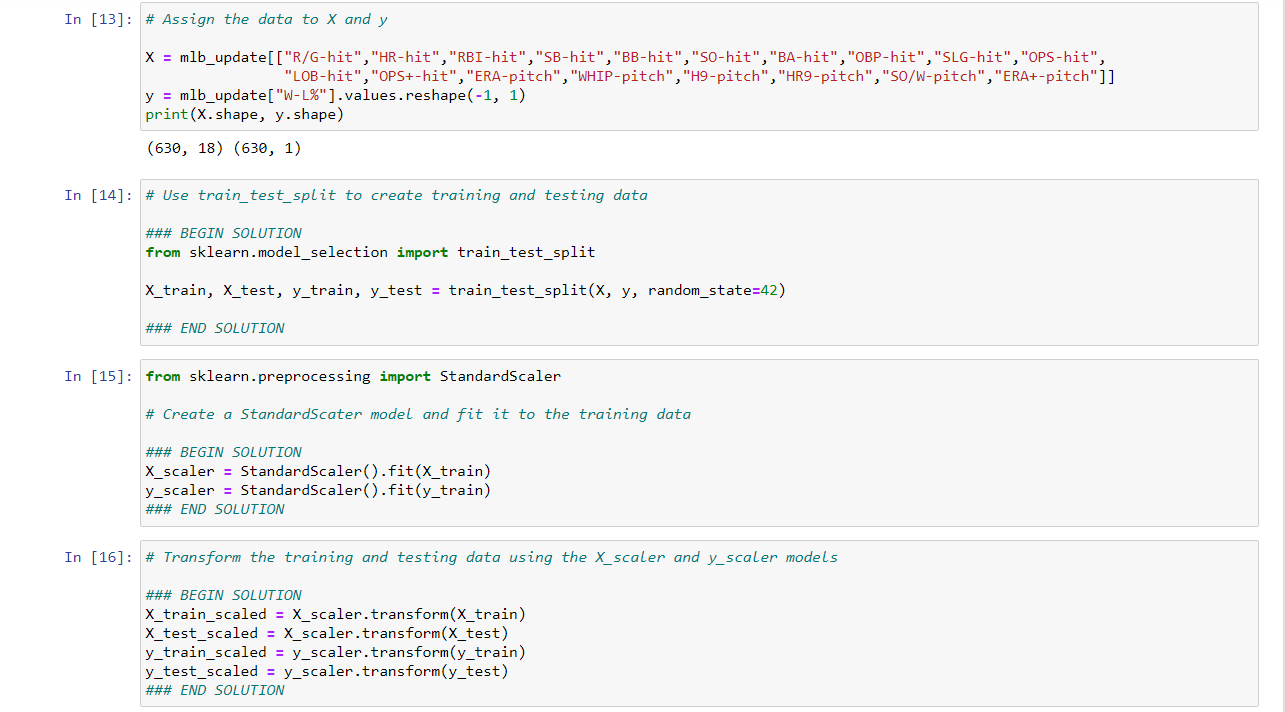 In [13]: # Assign the data to X and y
X = mlb_update[["R/G-hit","HR-hit","RBI-hit","SB-hit","BB-hit","SO-hit","BA-hit","OBP-hit","SLG-hit","OPS-hit",
"LOB-hit","OPS+-hit","ERA-pitch","WHIP-pitch","H9-pitch","HR9-pitch","SO/W-pitch","ERA+-pitch"]]
y = mlb_update["W-L%"].values.reshape(-1, 1)
print(X.shape, y.shape)
(630, 18) (630, 1)
In [14]: # Use train_test_split to create training and testing data
### BEGIN SOLUTION
from sklearn.model_selection import train_test_split
X_train, X_test, y_train, y_test = train_test_split(X, y, random_state=42)
### END SOLUTION
In [15]: from sklearn.preprocessing import StandardScaler
# Create a StandardScater model and fit it to the training data
### BEGIN SOLUTION
X_scaler = StandardScaler().fit(X_train)
y_scaler = StandardScaler().fit(y_train)
### END SOLUTION
In [16]: # Transform the training and testing data using the X_scaler and y_scaler models
### BEGIN SOLUTION
X_train_scaled = X_scaler.transform(X_train)
X_test_scaled = X_scaler.transform(X_test)
y_train_scaled = y_scaler.transform(y_train)
y_test_scaled = y_scaler.transform(y_test)
### END SOLUTION